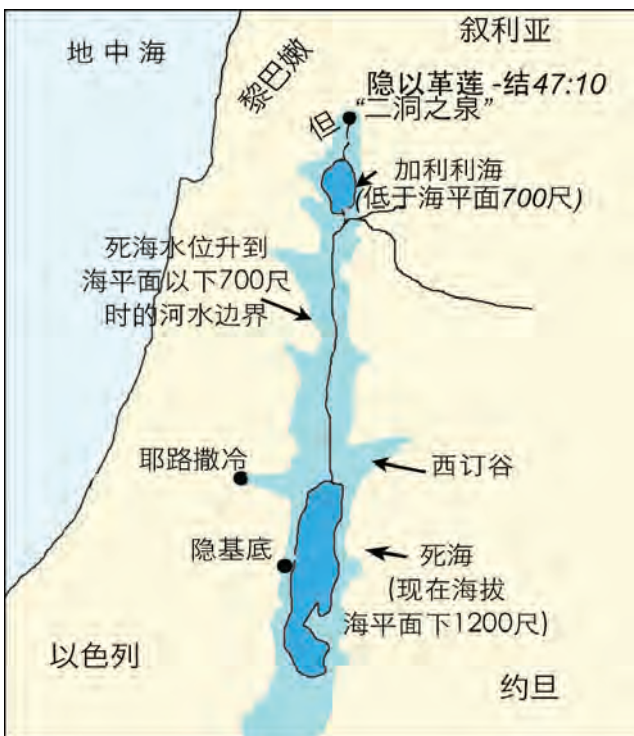 地中海
黎巴嫩
叙利亚
隐以革莲 -结47:10
但
“二洞之泉”
加利利海
(低于海平面700尺)
死海水位升到
海平面以下700尺
时的河水边界
耶路撒冷
西订谷
隐基底
死海
(现在海拔
海平面下1200尺)
以色列
约旦